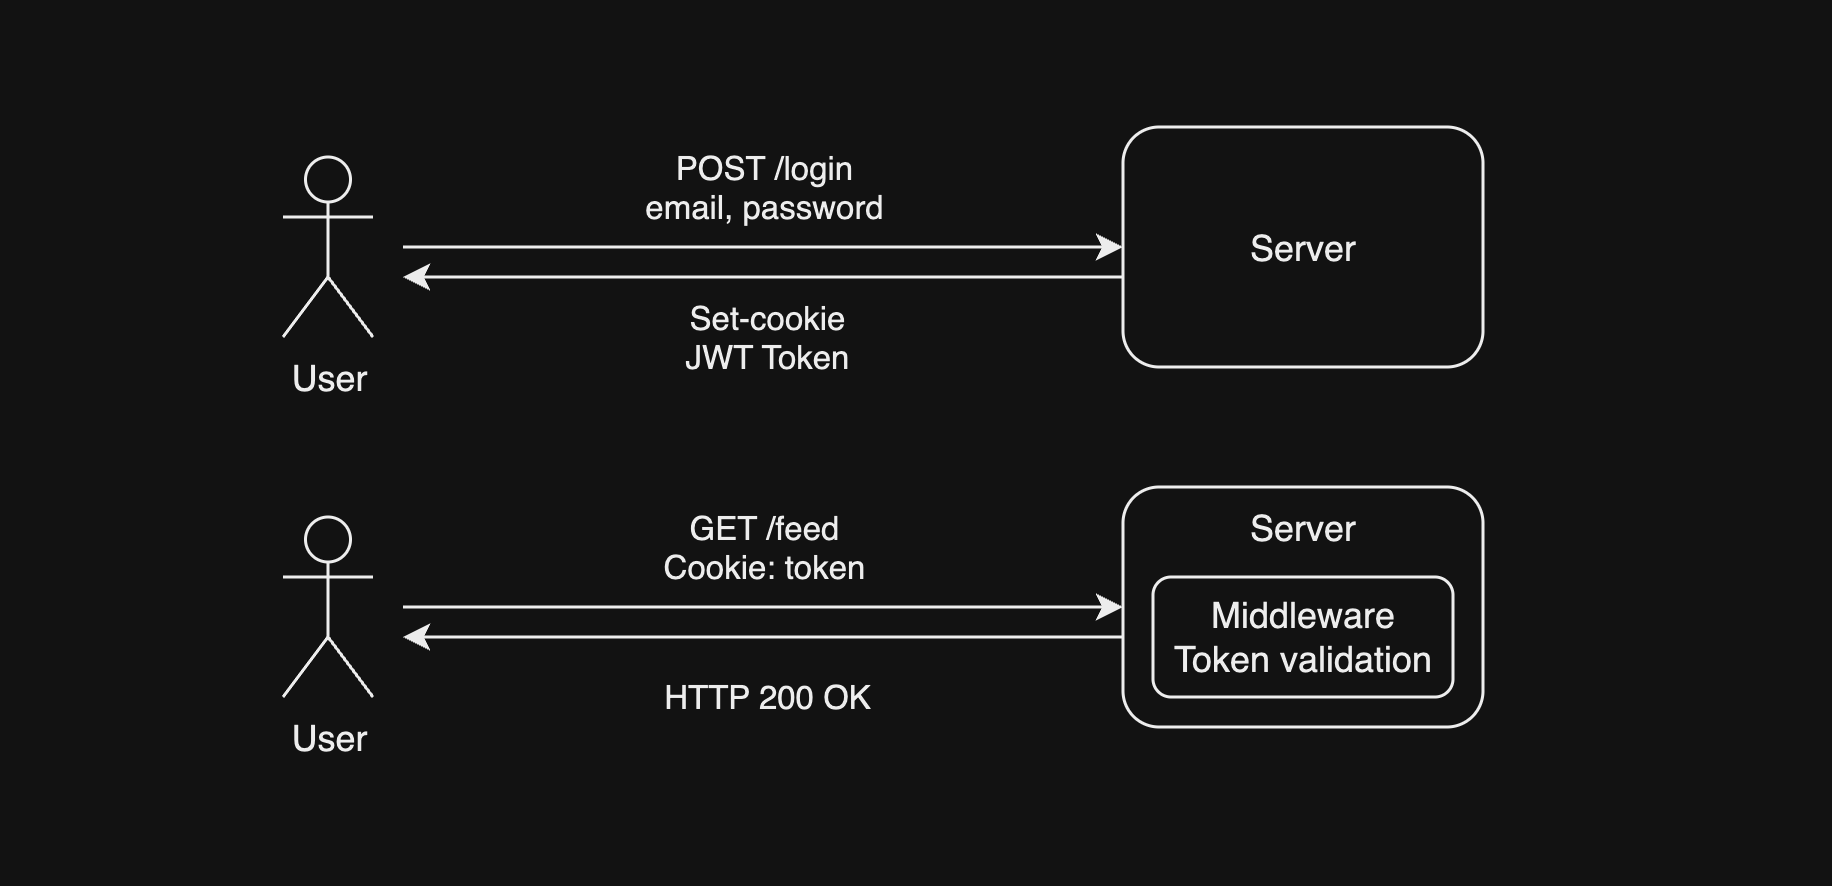 POST /login
email, password
Server
Set-cookie
JWT Token
User
GET /feed
Cookie: token
Server
Middleware
Token validation
HTTP 200 OK
User